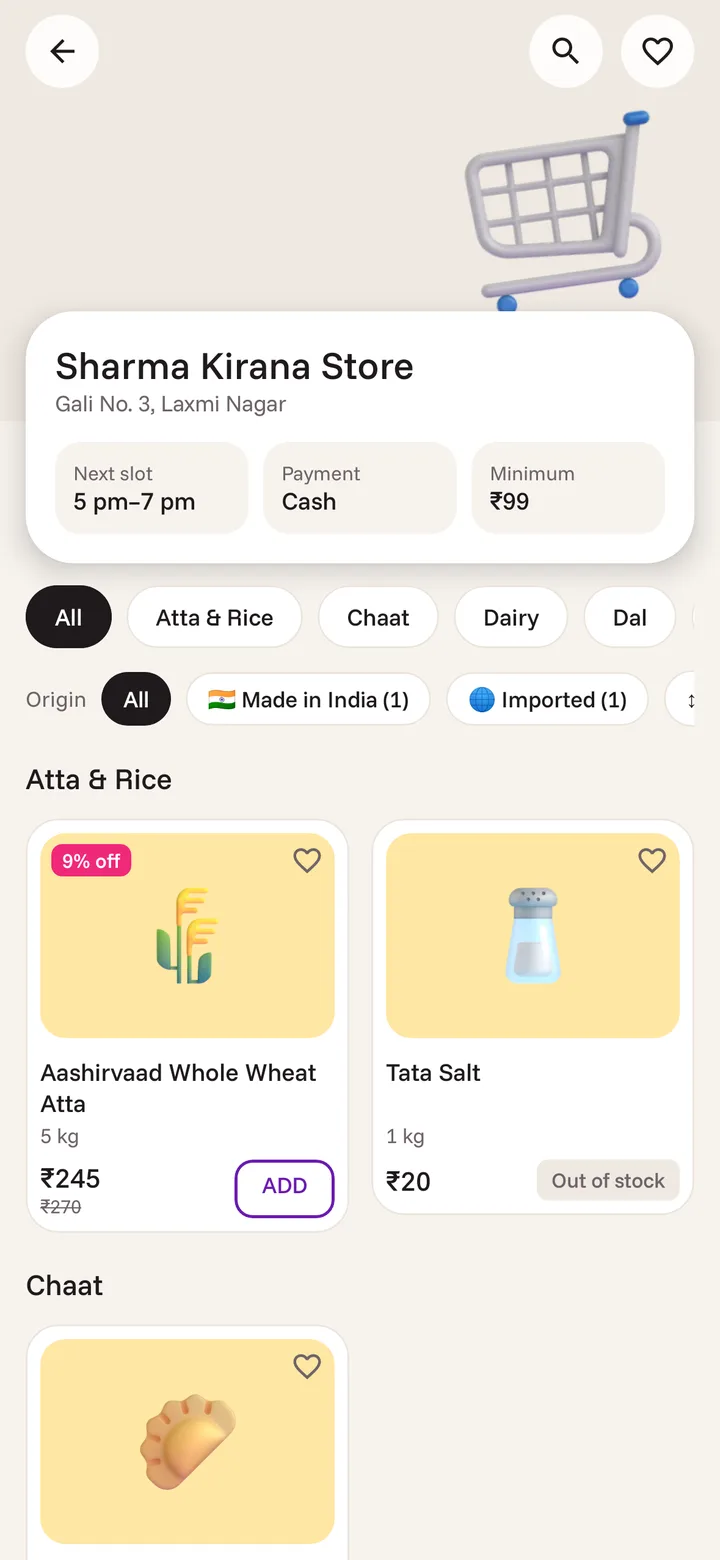 Sharma Kirana Store
Gali No. 3, Laxmi Nagar
Next slot
5 pm–7 pm
Payment
Cash
Minimum
₹99
All
Atta & Rice
Chaat
Dairy
Dal
Origin
All
🇮🇳 Made in India (1)
🌐 Imported (1)
↕
Atta & Rice
9% off
Aashirvaad Whole Wheat
Atta
5 kg
₹245
₹270
ADD
Tata Salt
1 kg
₹20
Out of stock
Chaat